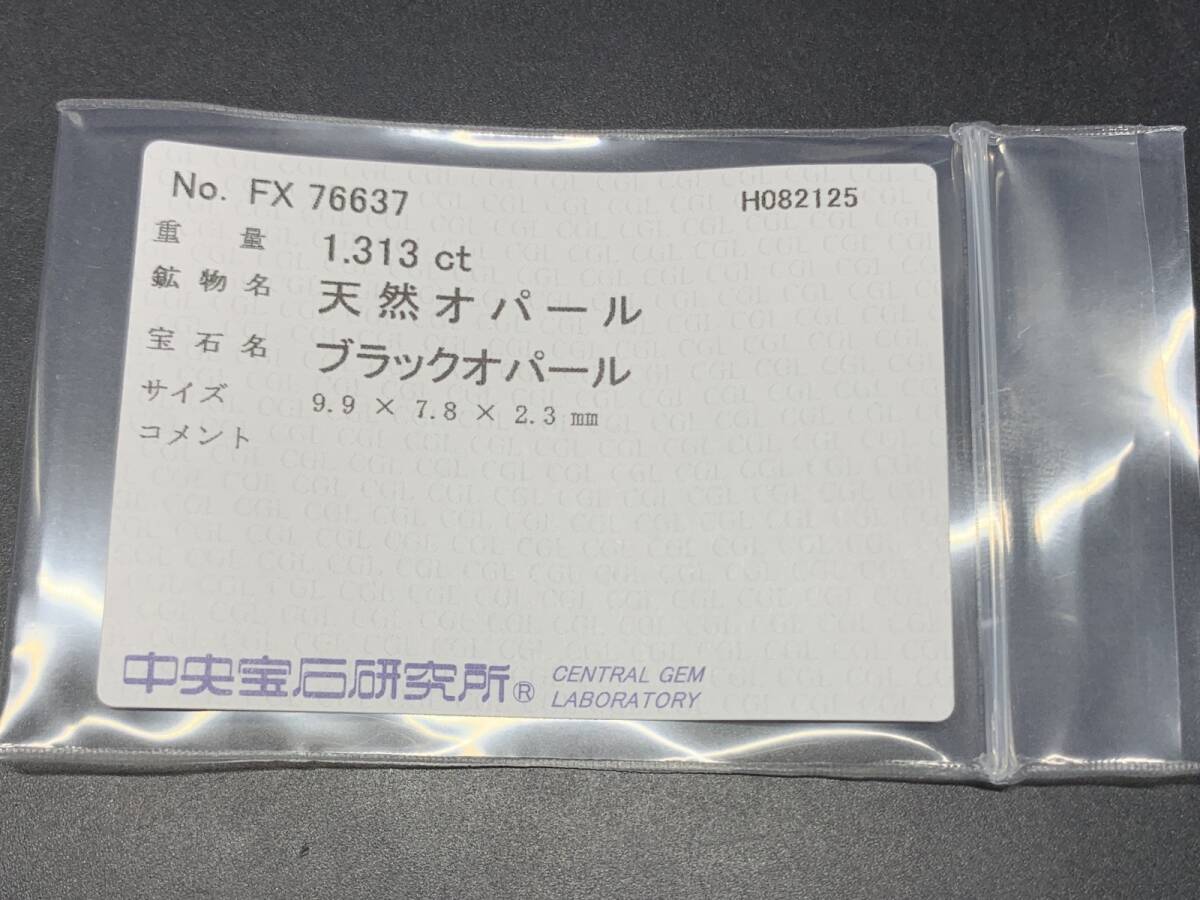 No. FX 76637 H082125
重量 1.313 ct
鉱物名 天然オパール
宝石名 ブラックオパール
サイズ 9.9 × 7.8 × 2.3 ㎜
コメント
中央宝石研究所® CENTRAL GEM
LABORATORY